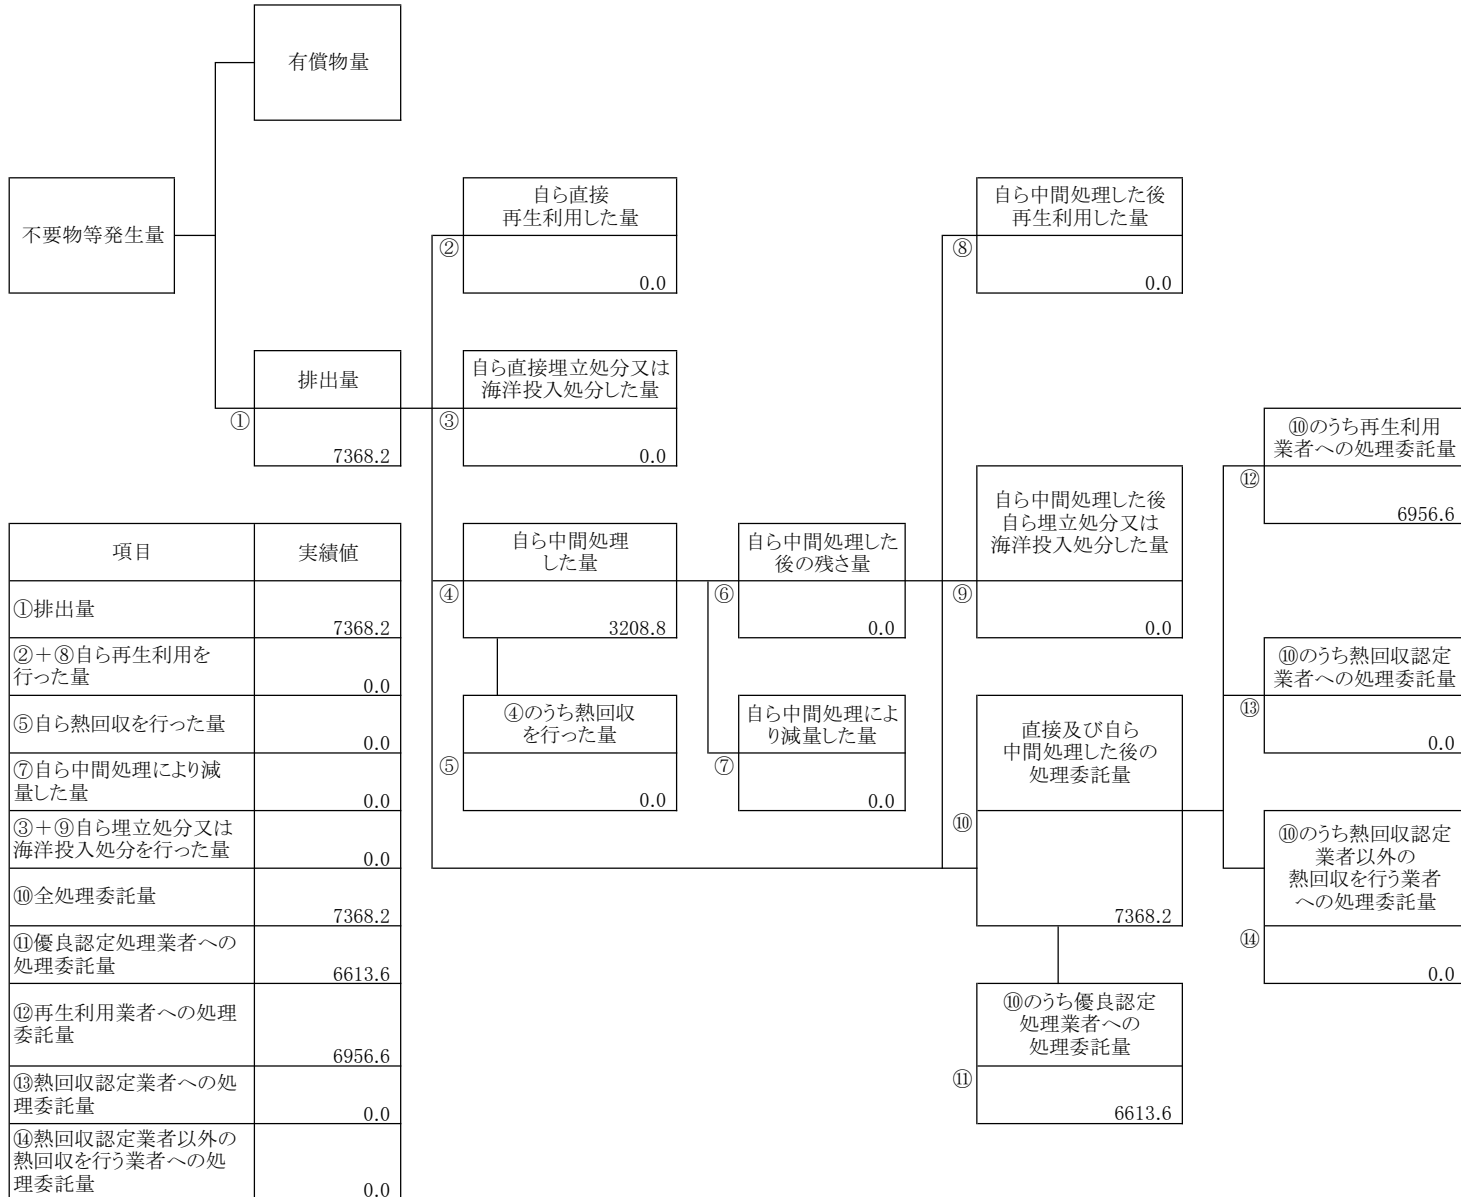 有償物量
不要物等発生量
自ら直接
再生利用した量
②
0.0
自ら中間処理した後
再生利用した量
⑧
0.0
排出量
①
7368.2
自ら直接埋立処分又は
海洋投入処分した量
③
0.0
⑩のうち再生利用
業者への処理委託量
⑫
6956.6
自ら中間処理した後
自ら埋立処分又は
海洋投入処分した量
⑨
0.0
自ら中間処理
した量
④
3208.8
自ら中間処理した
後の残さ量
⑥
0.0
④のうち熱回収
を行った量
⑤
0.0
自ら中間処理によ
り減量した量
⑦
0.0
直接及び自ら
中間処理した後の
処理委託量
⑩
7368.2
⑩のうち熱回収認定
業者への処理委託量
⑬
0.0
⑩のうち熱回収認定
業者以外の
熱回収を行う業者
への処理委託量
⑭
0.0
⑩のうち優良認定
処理業者への
処理委託量
⑪
6613.6
項目 実績値
①排出量
7368.2
②+⑧自ら再生利用を
行った量
0.0
⑤自ら熱回収を行った量
0.0
⑦自ら中間処理により減
量した量
0.0
③+⑨自ら埋立処分又は
海洋投入処分を行った量
0.0
⑩全処理委託量
7368.2
⑪優良認定処理業者への
処理委託量
6613.6
⑫再生利用業者への処理
委託量
6956.6
⑬熱回収認定業者への処
理委託量
0.0
⑭熱回収認定業者以外の
熱回収を行う業者への処
理委託量
0.0